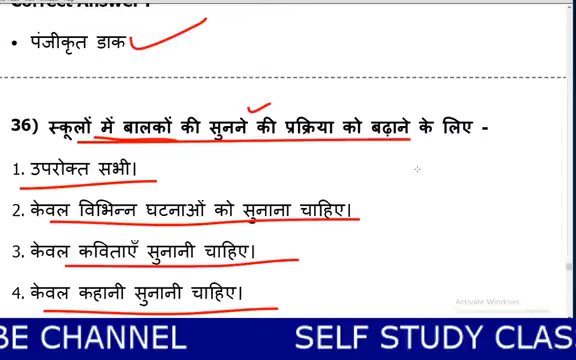 Correct Answer :
• पंजीकृत डाक
36) स्कूलों में बालकों की सुनने की प्रक्रिया को बढ़ाने के लिए -
1. उपरोक्त सभी।
2. केवल विभिन्न घटनाओं को सुनाना चाहिए।
3. केवल कविताएँ सुनानी चाहिए।
4. केवल कहानी सुनानी चाहिए।
Activate Windows
BE CHANNEL SELF STUDY CLAS